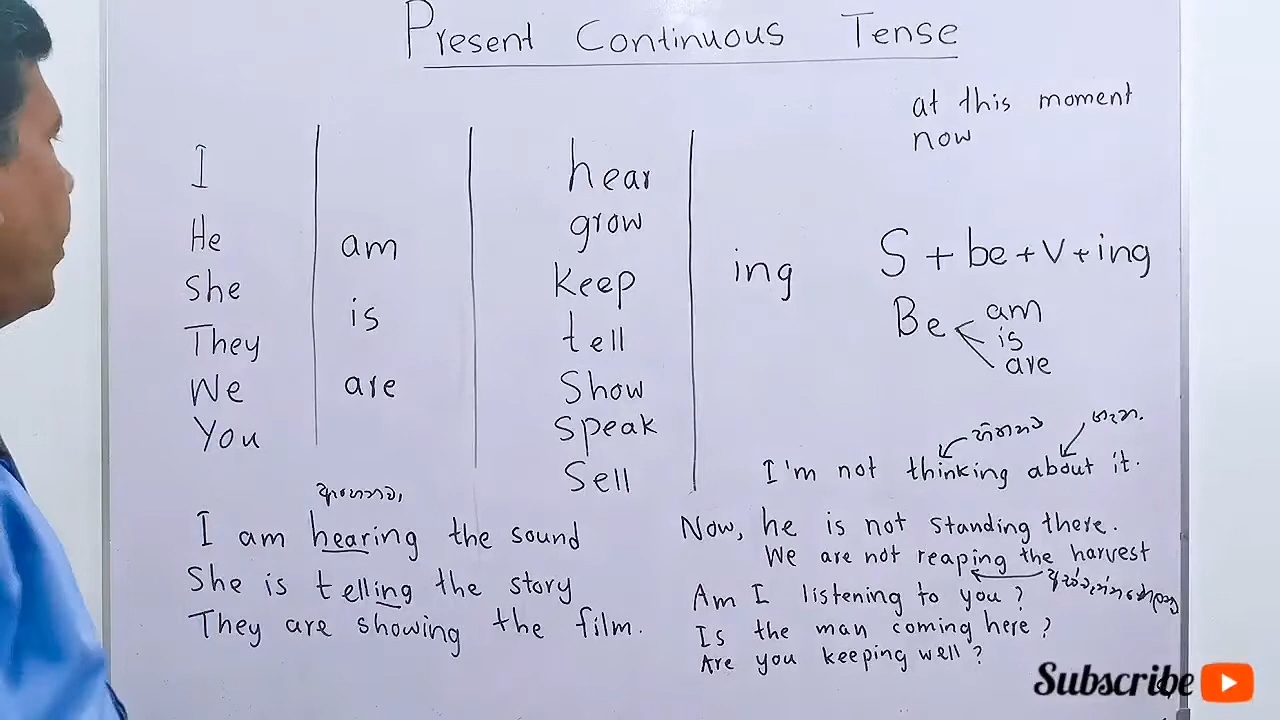 Present Continuous Tense
at this moment
now
I
He
She
They
We
You
am
is
are
hear
grow
keep
tell
Show
Speak
Sell
ing
S + be + V + ing
Be am
is
are
I'm not thinking about it.
I am hearing the sound
She is telling the story
They are showing the film.
Now, he is not standing there.
We are not reaping the harvest
Am I listening to you?
Is the man coming here?
Are you keeping well?
Subscribe